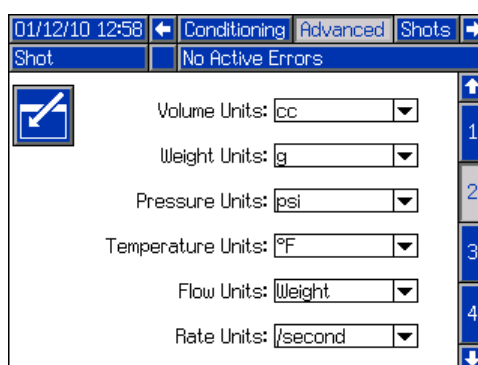 01/12/10 12:58 Conditioning Advanced Shots
Shot No Active Errors
1
Volume Units: cc
Weight Units: g
2
Pressure Units: psi
Temperature Units: °F
3
Flow Units: Weight
4
Rate Units: /second